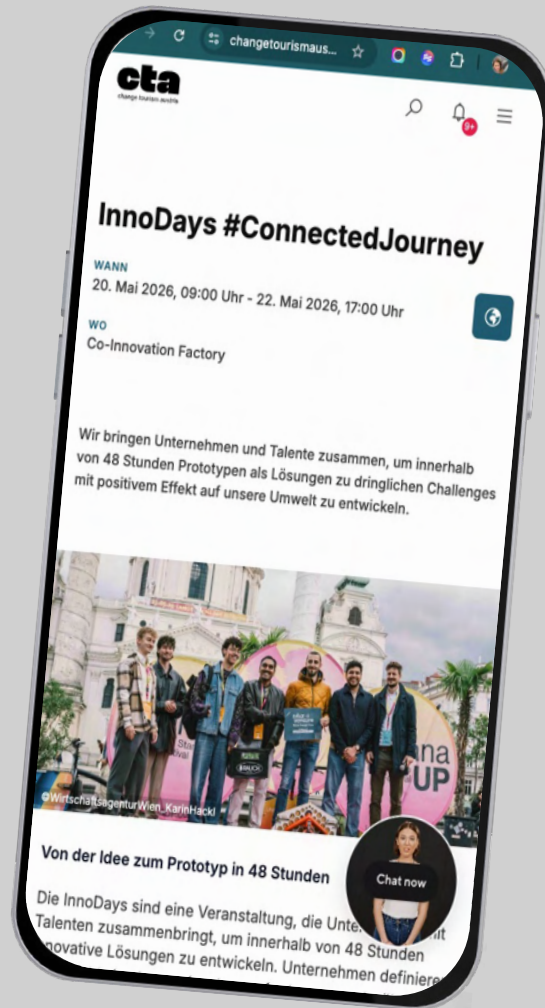 changetourismaus...
cta
change tourism austria
9+
InnoDays #ConnectedJourney
WANN
20. Mai 2026, 09:00 Uhr - 22. Mai 2026, 17:00 Uhr
WO
Co-Innovation Factory
Wir bringen Unternehmen und Talente zusammen, um innerhalb
von 48 Stunden Prototypen als Lösungen zu dringlichen Challenges
mit positivem Effekt auf unsere Umwelt zu entwickeln.
ana
UP
©WirtschaftsagenturWien_KarinHackl
Von der Idee zum Prototyp in 48 Stunden
Chat now
Die InnoDays sind eine Veranstaltung, die Unte
Talenten zusammenbringt, um innerhalb von 48 Stunden
novative Lösungen zu entwickeln. Unternehmen definiere